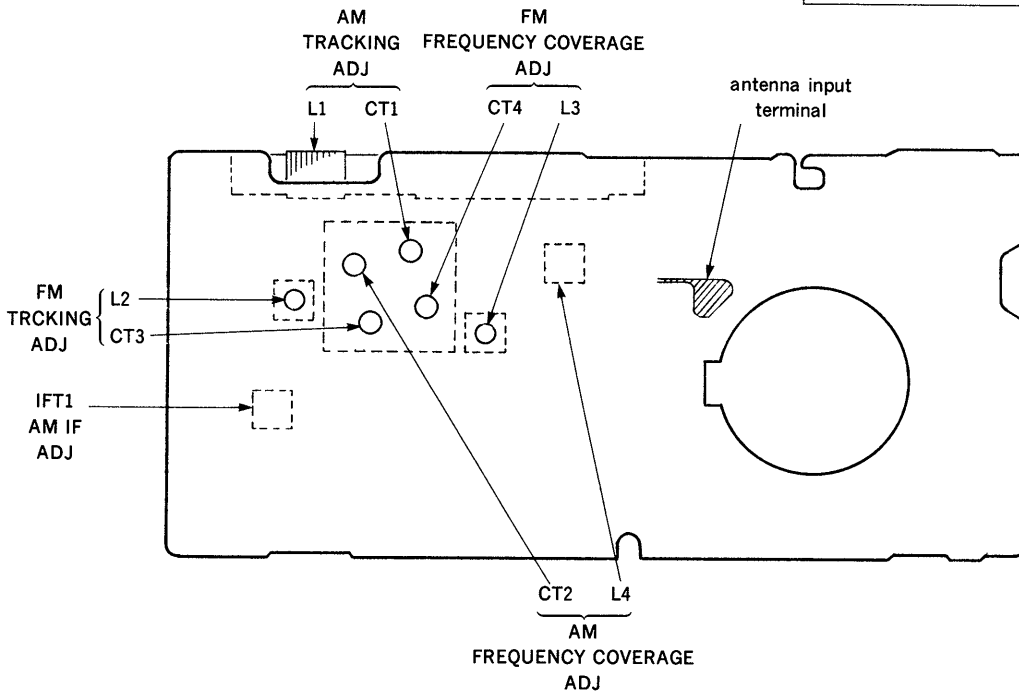 AM
TRACKING
ADJ
L1 CT1
FM
FREQUENCY COVERAGE
ADJ
CT4 L3
antenna input
terminal
FM
TRCKING
ADJ
L2
CT3
IFT1
AM IF
ADJ
CT2 L4
AM
FREQUENCY COVERAGE
ADJ